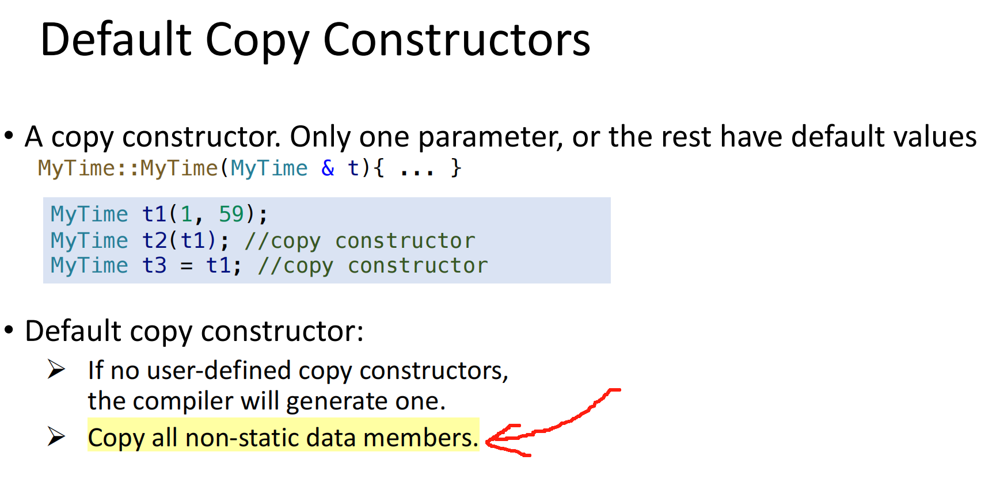 Default Copy Constructors
• A copy constructor. Only one parameter, or the rest have default values
MyTime::MyTime(MyTime & t){ ... }
MyTime t1(1, 59);
MyTime t2(t1); //copy constructor
MyTime t3 = t1; //copy constructor
• Default copy constructor:
➢ If no user-defined copy constructors,
the compiler will generate one.
➢ Copy all non-static data members.